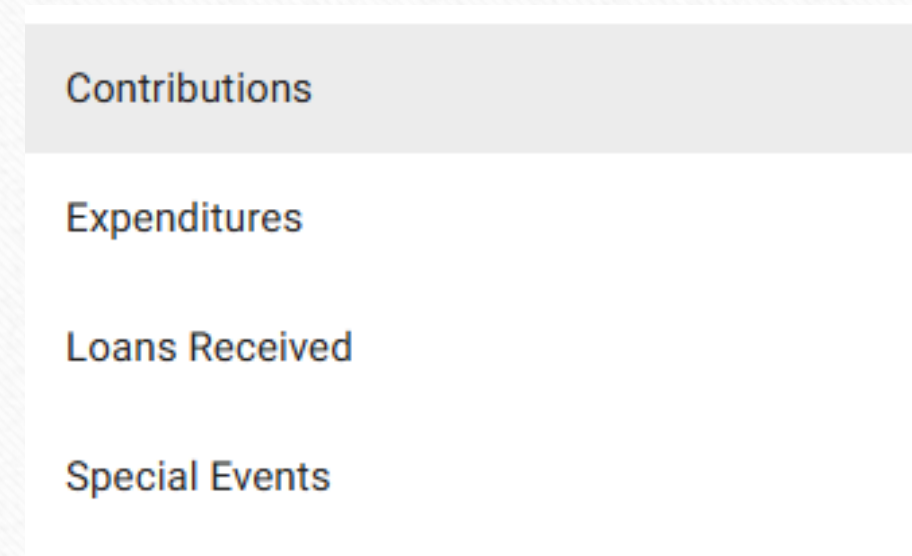 Contributions
Expenditures
Loans Received
Special Events